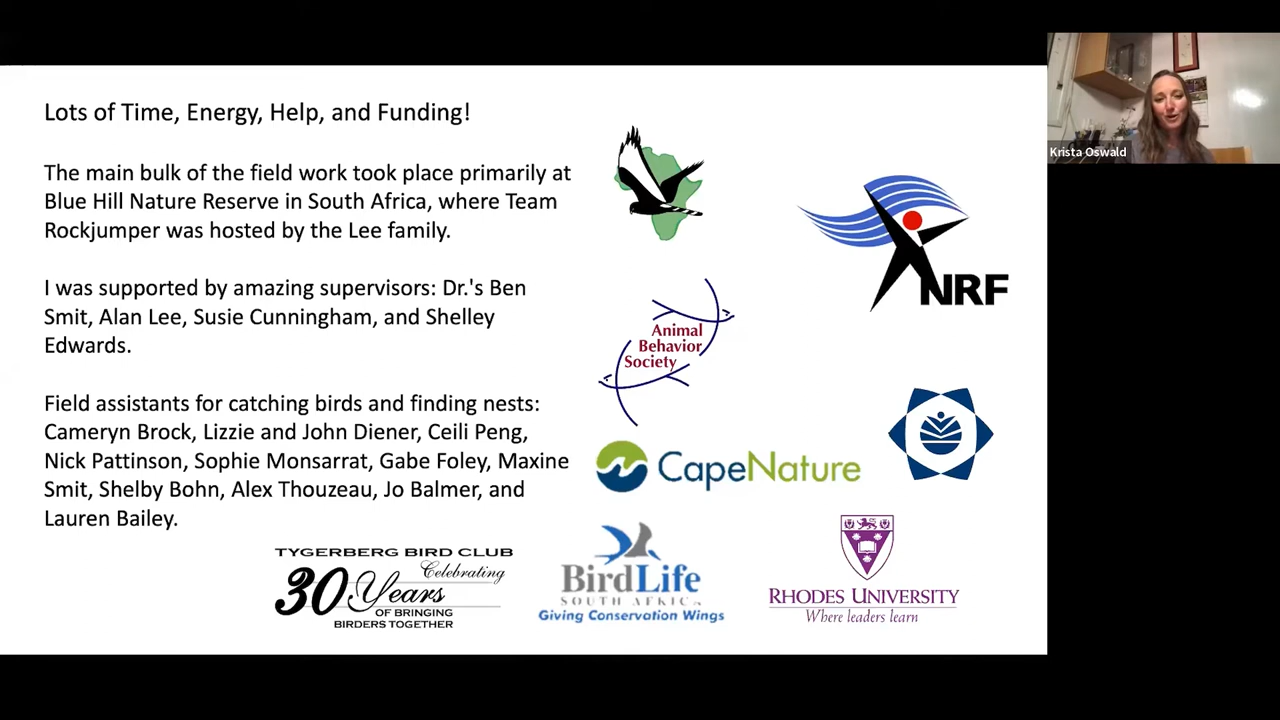 Lots of Time, Energy, Help, and Funding!
The main bulk of the field work took place primarily at
Blue Hill Nature Reserve in South Africa, where Team
Rockjumper was hosted by the Lee family.
I was supported by amazing supervisors: Dr.'s Ben
Smit, Alan Lee, Susie Cunningham, and Shelley
Edwards.
Field assistants for catching birds and finding nests:
Cameryn Brock, Lizzie and John Diener, Ceili Peng,
Nick Pattinson, Sophie Monsarrat, Gabe Foley, Maxine
Smit, Shelby Bohn, Alex Thouzeau, Jo Balmer, and
Lauren Bailey.
NRF
Animal
Behavior
Society
CapeNature
TYGERBERG BIRD CLUB
Celebrating
30 Years
OF BRINGING
BIRDERS TOGETHER
BirdLife
SOUTH AFRICA
Giving Conservation Wings
RHODES UNIVERSITY
Where leaders learn
Krista Oswald